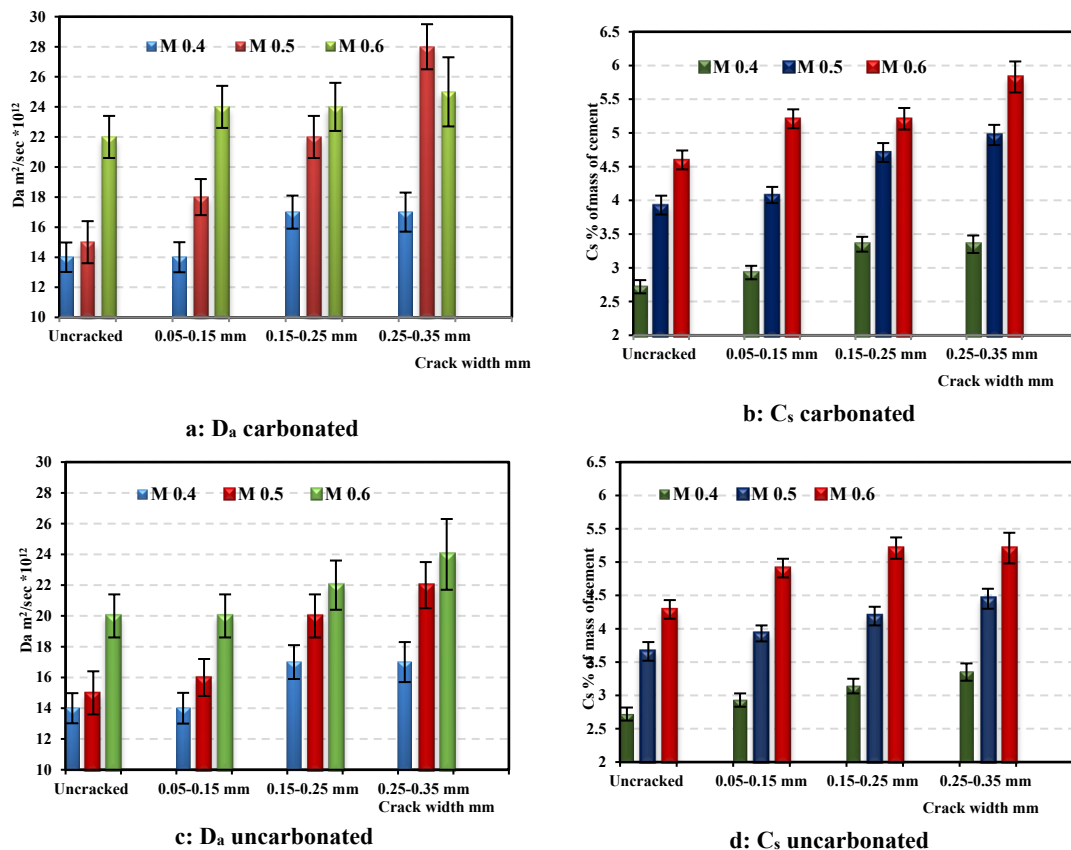 30
28
26
24
22
20
18
16
14
12
10
Da m²/sec *10¹²
M 0.4 M 0.5 M 0.6
Uncracked 0.05-0.15 mm 0.15-0.25 mm 0.25-0.35 mm
Crack width mm
a: Dₐ carbonated
6.5
6
5.5
5
4.5
4
3.5
3
2.5
2
Cs % of mass of cement
M 0.4 M 0.5 M 0.6
Uncracked 0.05-0.15 mm 0.15-0.25 mm 0.25-0.35 mm
Crack width mm
b: Cₛ carbonated
30
28
26
24
22
20
18
16
14
12
10
Da m²/sec *10¹²
M 0.4 M 0.5 M 0.6
Uncracked 0.05-0.15 mm 0.15-0.25 mm 0.25-0.35 mm
Crack width mm
c: Dₐ uncarbonated
6.5
6
5.5
5
4.5
4
3.5
3
2.5
2
Cs % of mass of cement
M 0.4 M 0.5 M 0.6
Uncracked 0.05-0.15 mm 0.15-0.25 mm 0.25-0.35 mm
Crack width mm
d: Cₛ uncarbonated